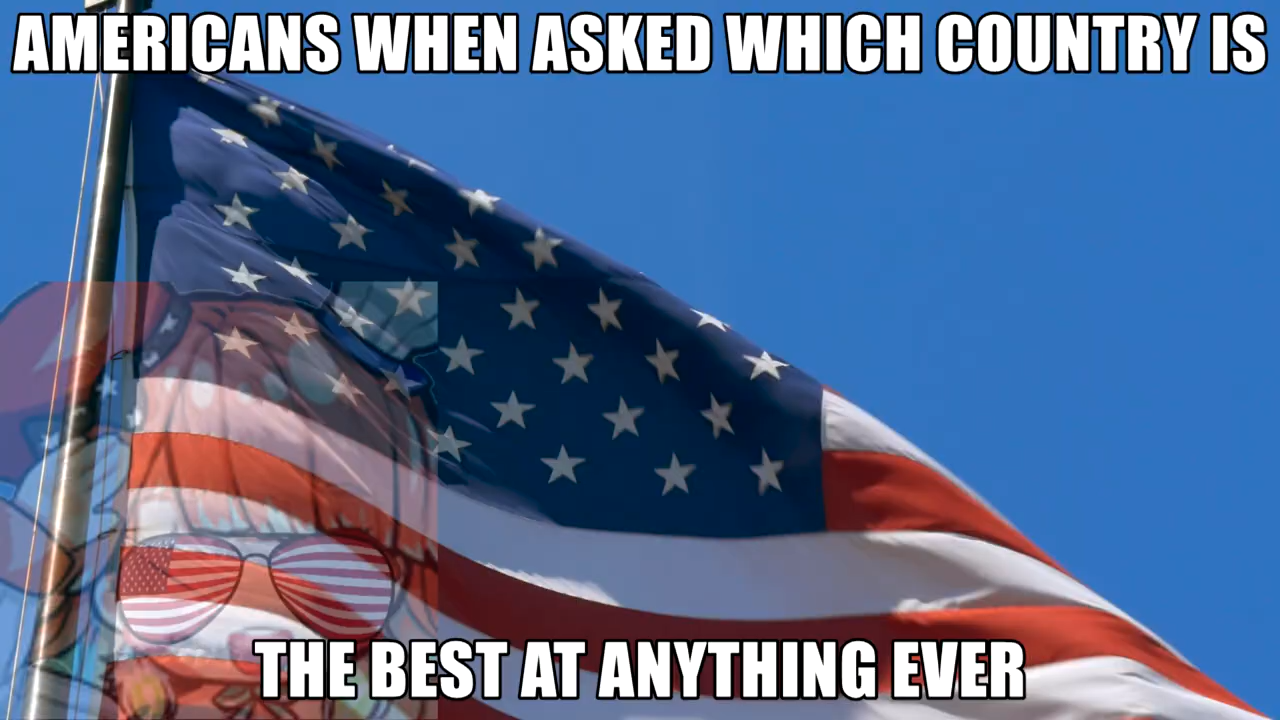 AMERICANS WHEN ASKED WHICH COUNTRY IS
THE BEST AT ANYTHING EVER